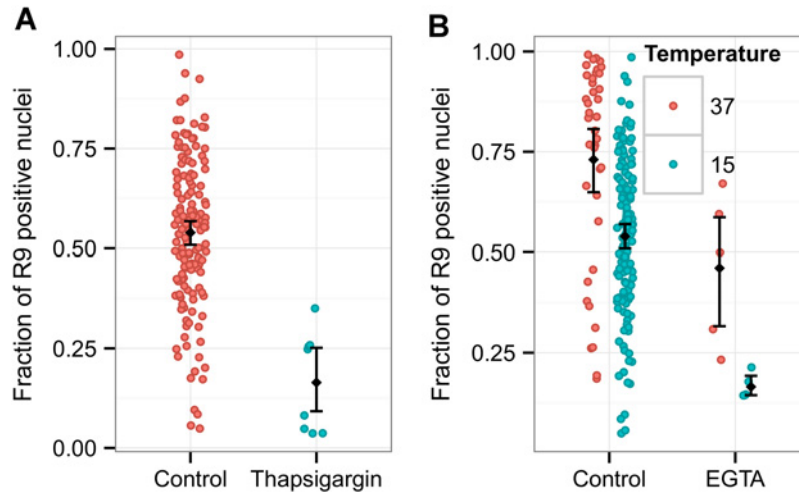 A
Fraction of R9 positive nuclei
1.00
0.75
0.50
0.25
0.00
Control Thapsigargin
B
Fraction of R9 positive nuclei
1.00
0.75
0.50
0.25
Temperature
37
15
Control EGTA